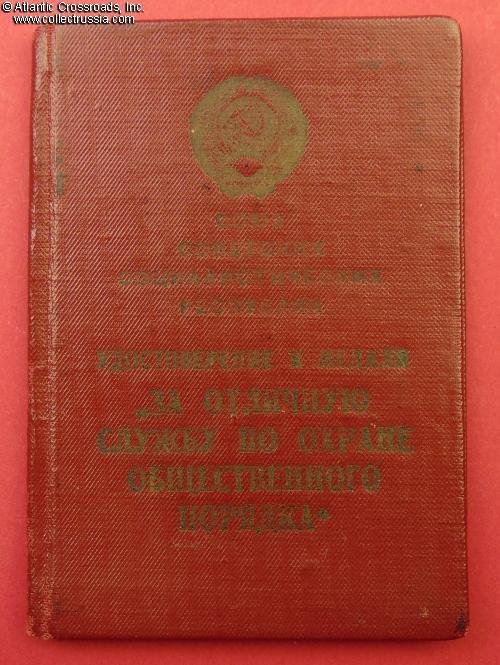 © Atlantic Crossroads, Inc.
www.collectrussia.com
СОЮЗ
СОВЕТСКИХ
СОЦИАЛИСТИЧЕСКИХ
РЕСПУБЛИК
УДОСТОВЕРЕНИЕ К МЕДАЛИ
„ЗА ОТЛИЧНУЮ
СЛУЖБУ ПО ОХРАНЕ
ОБЩЕСТВЕННОГО
ПОРЯДКА“